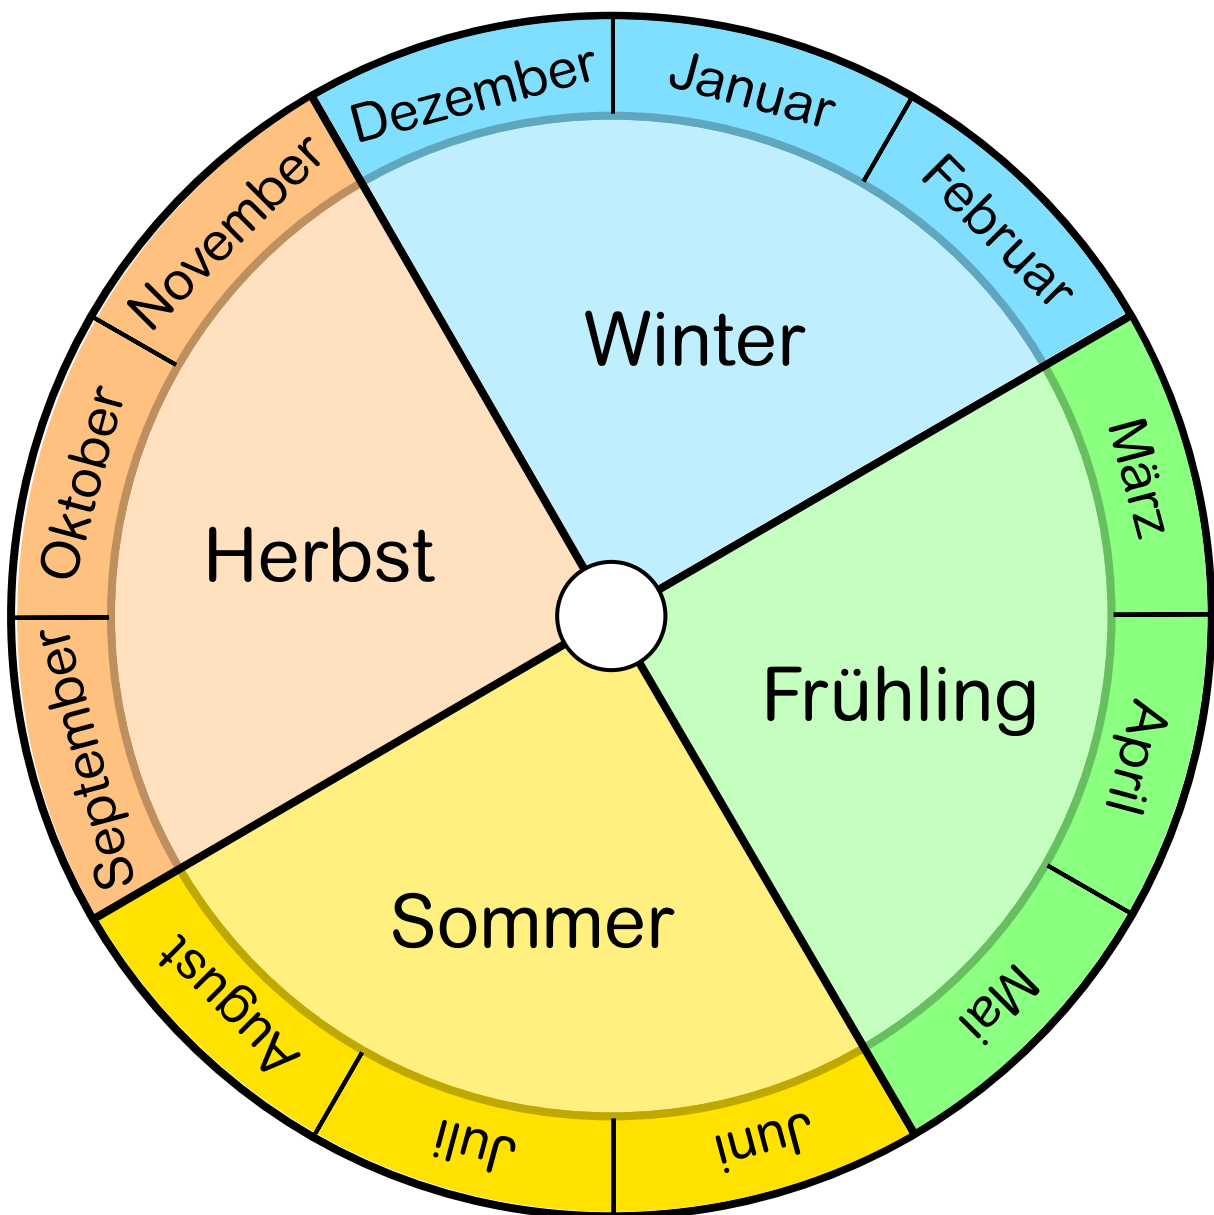 Dezember
Januar
Februar
März
April
Mai
Juni
Juli
August
September
Oktober
November
Winter
Frühling
Sommer
Herbst